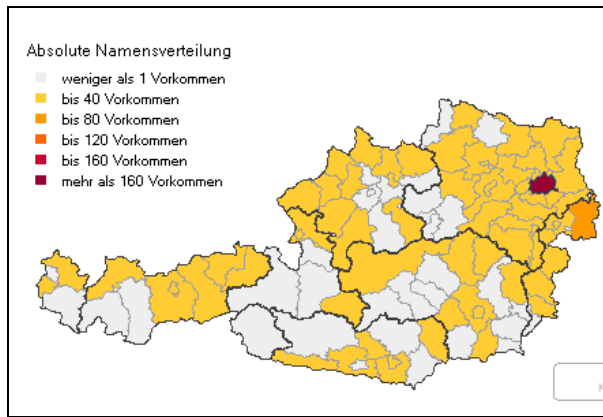 Absolute Namensverteilung
weniger als 1 Vorkommen
bis 40 Vorkommen
bis 80 Vorkommen
bis 120 Vorkommen
bis 160 Vorkommen
mehr als 160 Vorkommen
K